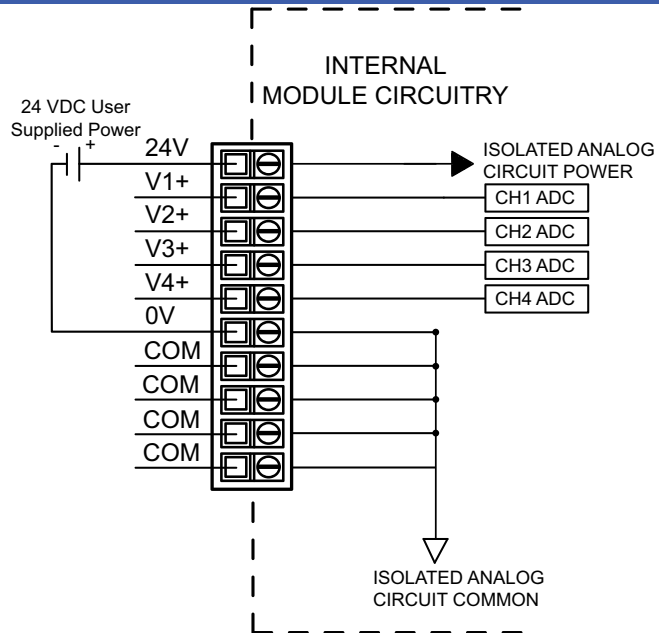 INTERNAL
MODULE CIRCUITRY
24 VDC User
Supplied Power
- +
24V
V1+
V2+
V3+
V4+
0V
COM
COM
COM
COM
ISOLATED ANALOG
CIRCUIT POWER
CH1 ADC
CH2 ADC
CH3 ADC
CH4 ADC
ISOLATED ANALOG
CIRCUIT COMMON